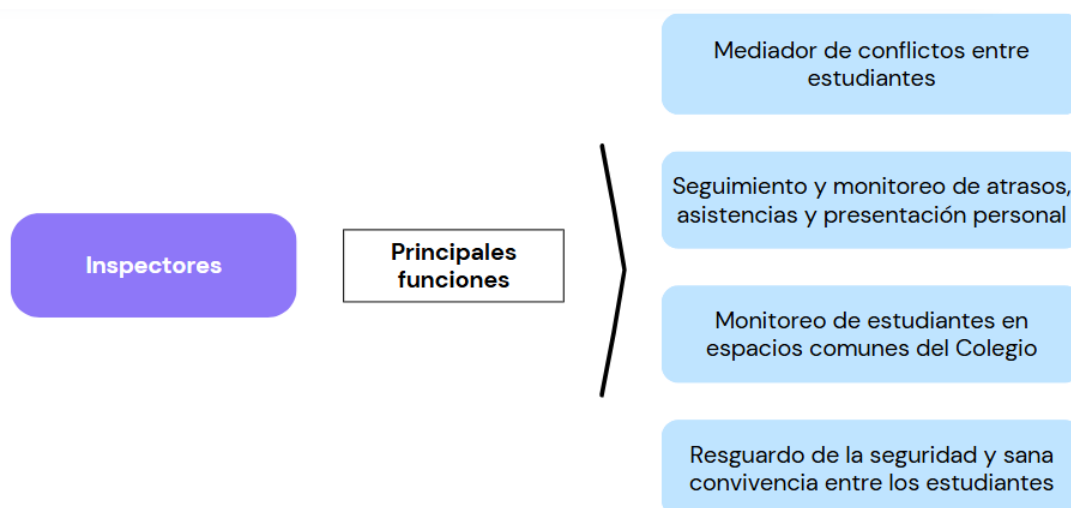 Inspectores
Principales
funciones
Mediador de conflictos entre
estudiantes
Seguimiento y monitoreo de atrasos,
asistencias y presentación personal
Monitoreo de estudiantes en
espacios comunes del Colegio
Resguardo de la seguridad y sana
convivencia entre los estudiantes